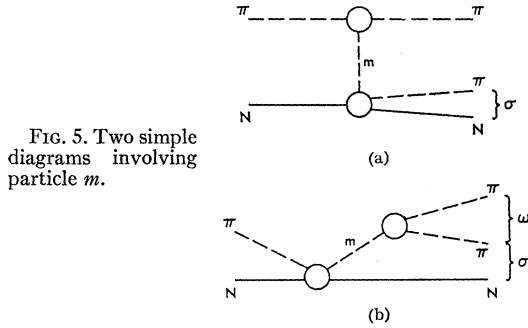 π π
m
π
N N
} σ
(a)
FIG. 5. Two simple
diagrams involving
particle m.
π
π
m
} ω
π
} σ
N N
(b)